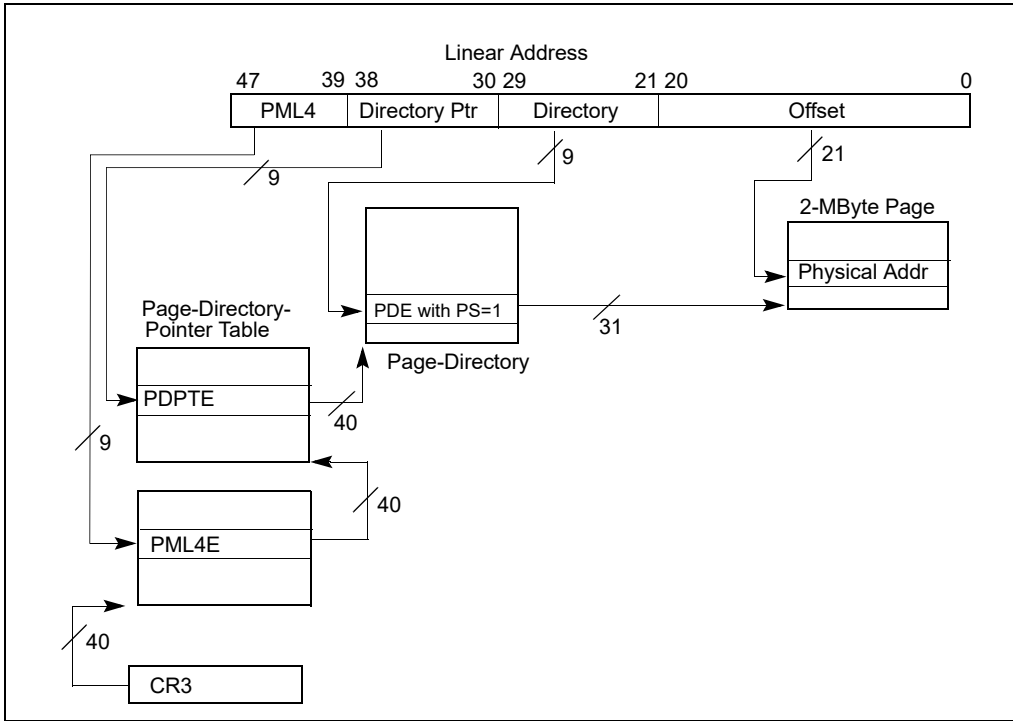 Linear Address
47 39 38 30 29 21 20 0
PML4 Directory Ptr Directory Offset
9 9 21
2-MByte Page
Physical Addr
PDE with PS=1
31
Page-Directory-
Pointer Table
Page-Directory
PDPTE
40
9
40
PML4E
40
CR3